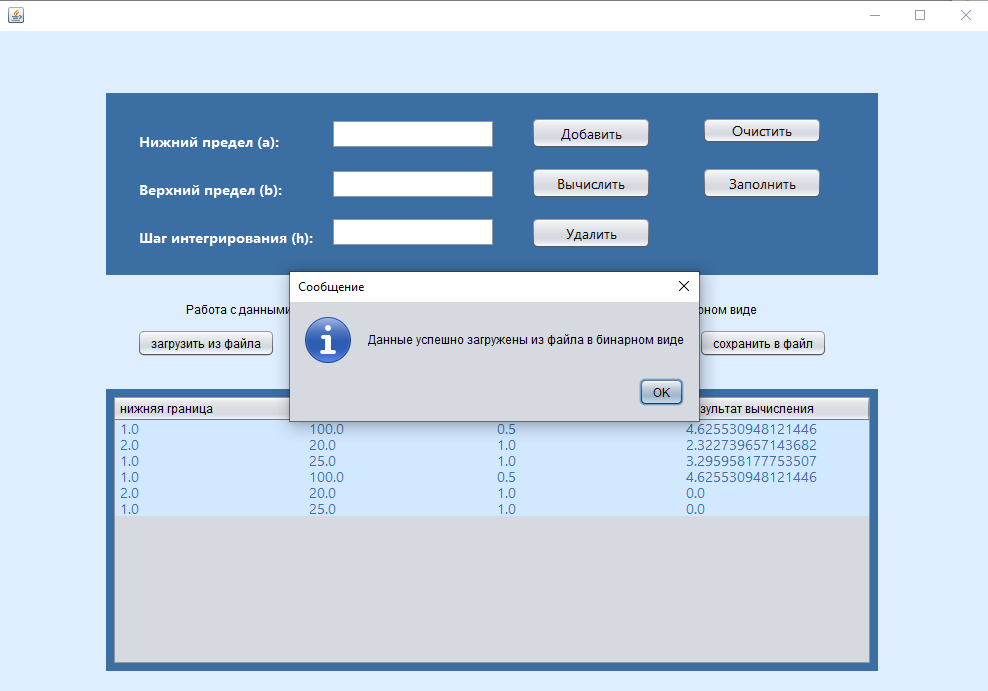 Нижний предел (a):
Добавить
Очистить
Верхний предел (b):
Вычислить
Заполнить
Шаг интегрирования (h):
Удалить
Сообщение
Данные успешно загружены из файла в бинарном виде
OK
Работа с данными
виде
загрузить из файла
сохранить в файл
нижняя граница
вычисления
1.0 100.0 0.5 4.625530948121446
2.0 20.0 1.0 2.322739657143682
1.0 25.0 1.0 3.295958177753507
1.0 100.0 0.5 4.625530948121446
2.0 20.0 1.0 0.0
1.0 25.0 1.0 0.0